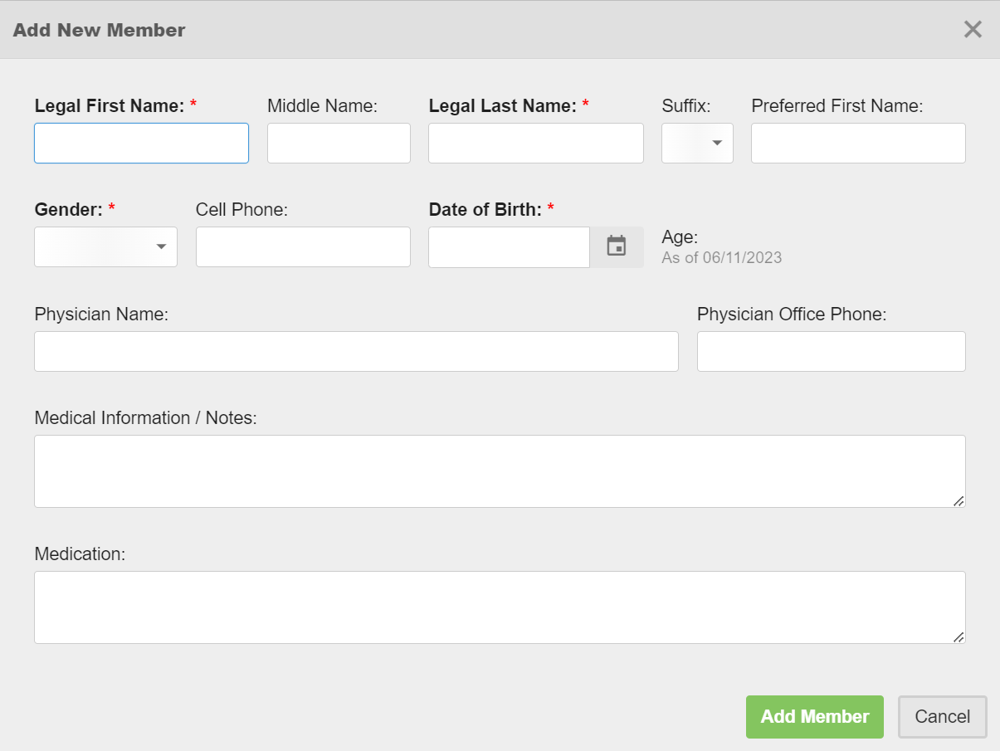 Add New Member
Legal First Name: * Middle Name: Legal Last Name: * Suffix: Preferred First Name:
Gender: * Cell Phone: Date of Birth: *
Age:
As of 06/11/2023
Physician Name: Physician Office Phone:
Medical Information / Notes:
Medication:
Add Member Cancel